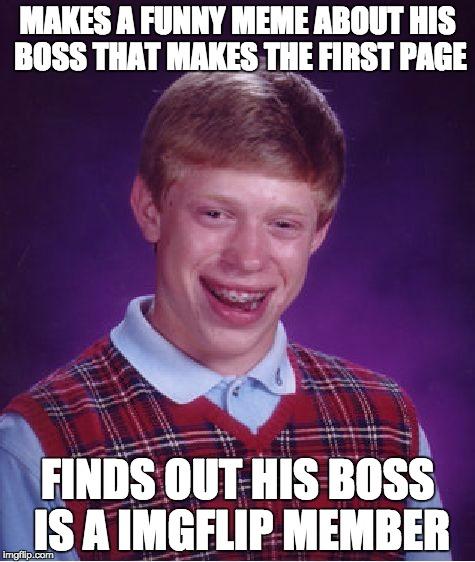 MAKES A FUNNY MEME ABOUT HIS
BOSS THAT MAKES THE FIRST PAGE
FINDS OUT HIS BOSS
IS A IMGFLIP MEMBER
imgflip.com